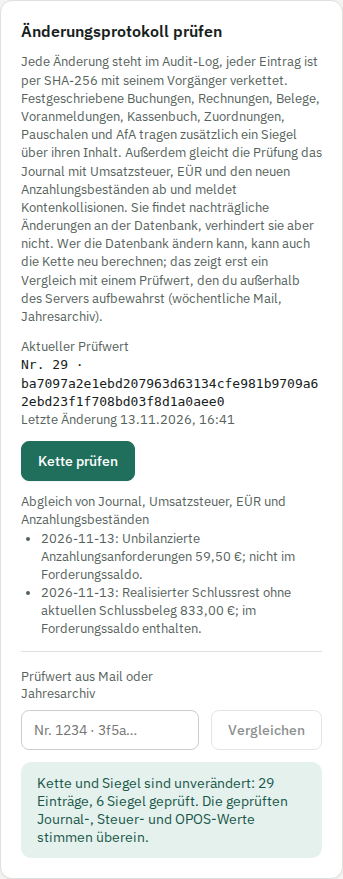 Änderungsprotokoll prüfen
Jede Änderung steht im Audit-Log, jeder Eintrag ist
per SHA-256 mit seinem Vorgänger verkettet.
Festgeschriebene Buchungen, Rechnungen, Belege,
Voranmeldungen, Kassenbuch, Zuordnungen,
Pauschalen und AfA tragen zusätzlich ein Siegel
über ihren Inhalt. Außerdem gleicht die Prüfung das
Journal mit Umsatzsteuer, EÜR und den neuen
Anzahlungsbeständen ab und meldet
Kontenkollisionen. Sie findet nachträgliche
Änderungen an der Datenbank, verhindert sie aber
nicht. Wer die Datenbank ändern kann, kann auch
die Kette neu berechnen; das zeigt erst ein
Vergleich mit einem Prüfwert, den du außerhalb
des Servers aufbewahrst (wöchentliche Mail,
Jahresarchiv).
Aktueller Prüfwert
Nr. 29 ·
ba7097a2e1ebd207963d63134cfe981b9709a6
2ebd23f1f708bd03f8d1a0aee0
Letzte Änderung 13.11.2026, 16:41
Kette prüfen
Abgleich von Journal, Umsatzsteuer, EÜR und
Anzahlungsbeständen
• 2026-11-13: Unbilanzierte
Anzahlungsanforderungen 59,50 €; nicht im
Forderungssaldo.
• 2026-11-13: Realisierter Schlussrest ohne
aktuellen Schlussbeleg 833,00 €; im
Forderungssaldo enthalten.
Prüfwert aus Mail oder
Jahresarchiv
Nr. 1234 · 3f5a…
Vergleichen
Kette und Siegel sind unverändert: 29
Einträge, 6 Siegel geprüft. Die geprüften
Journal-, Steuer- und OPOS-Werte
stimmen überein.